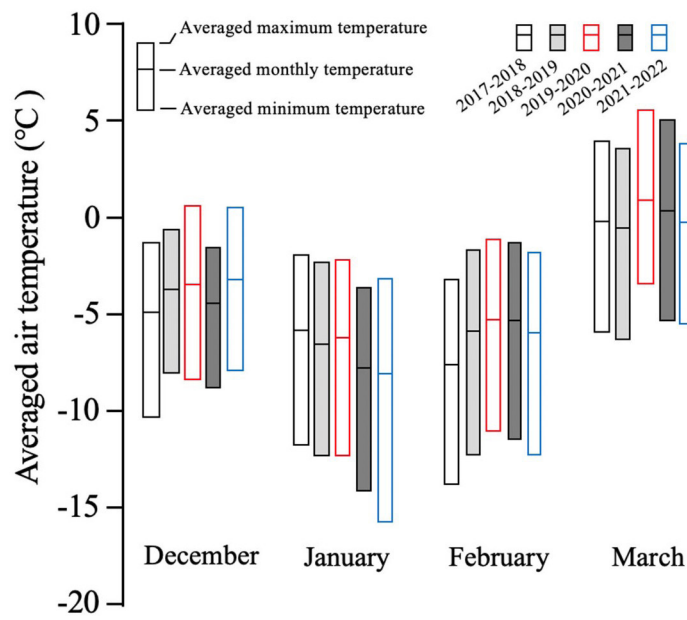 Averaged air temperature (°C)
10
5
0
-5
-10
-15
-20
Averaged maximum temperature
Averaged monthly temperature
Averaged minimum temperature
2017-2018
2018-2019
2019-2020
2020-2021
2021-2022
December
January
February
March